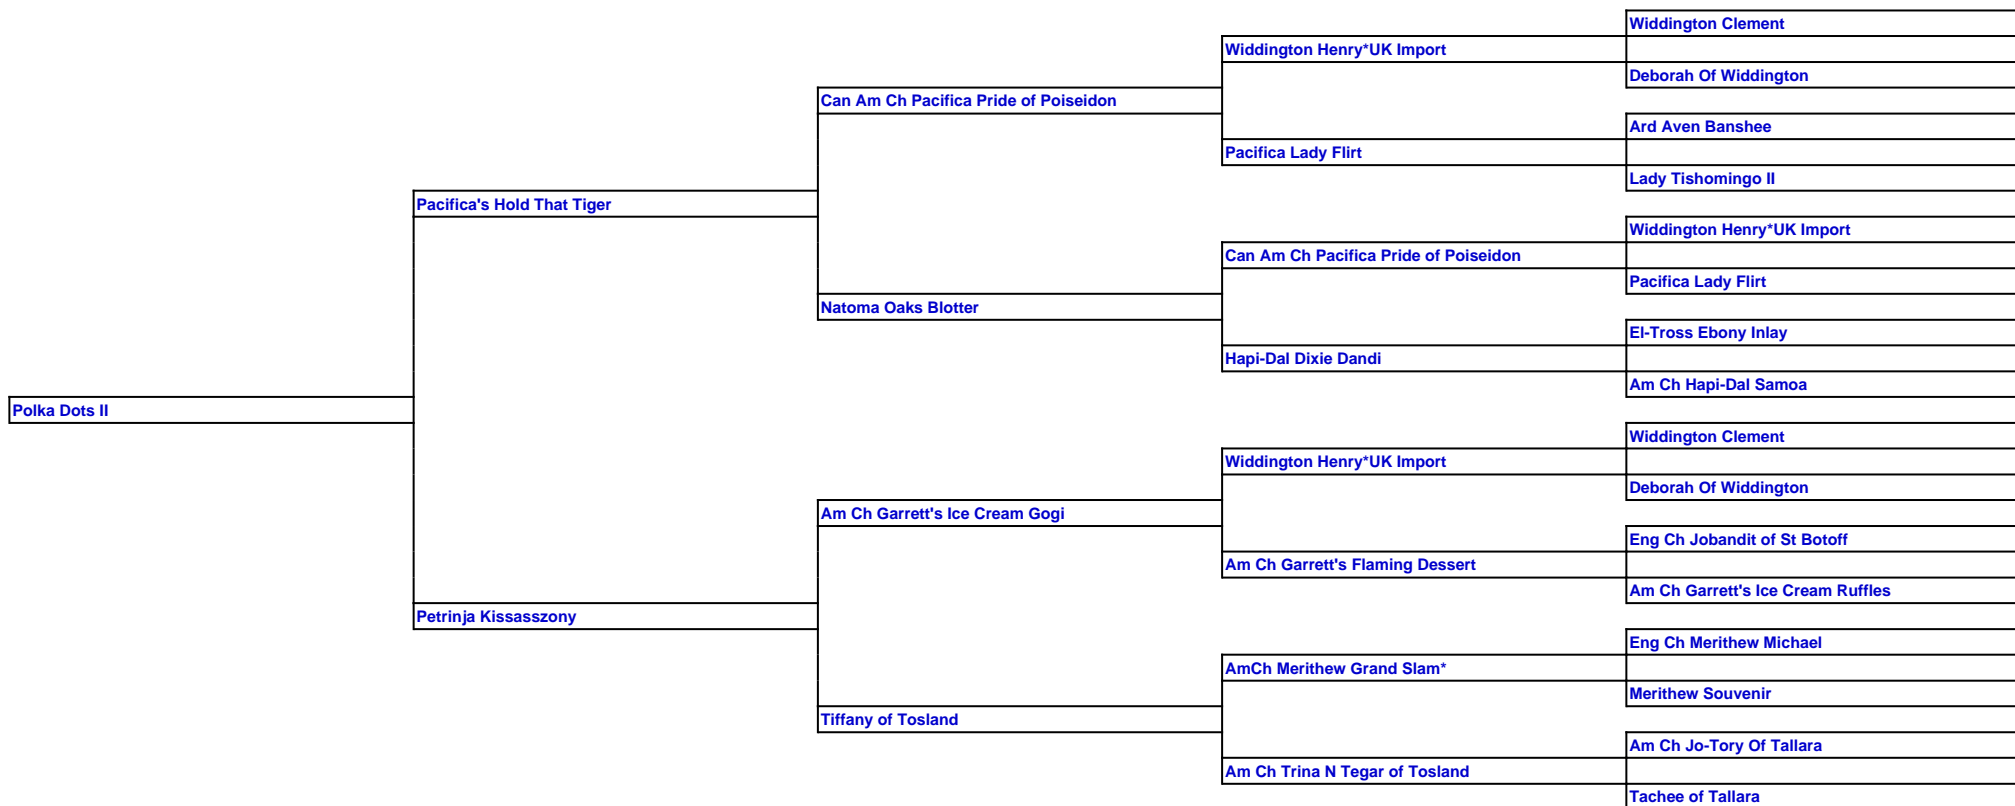 Widdington Clement
Widdington Henry*UK Import
Deborah Of Widdington
Can Am Ch Pacifica Pride of Poiseidon
Ard Aven Banshee
Pacifica Lady Flirt
Lady Tishomingo II
Pacifica's Hold That Tiger
Widdington Henry*UK Import
Can Am Ch Pacifica Pride of Poiseidon
Pacifica Lady Flirt
Natoma Oaks Blotter
El-Tross Ebony Inlay
Hapi-Dal Dixie Dandi
Am Ch Hapi-Dal Samoa
Polka Dots II
Widdington Clement
Widdington Henry*UK Import
Deborah Of Widdington
Am Ch Garrett's Ice Cream Gogi
Eng Ch Jobandit of St Botoff
Am Ch Garrett's Flaming Dessert
Am Ch Garrett's Ice Cream Ruffles
Petrinja Kissasszony
Eng Ch Merithew Michael
AmCh Merithew Grand Slam*
Merithew Souvenir
Tiffany of Tosland
Am Ch Jo-Tory Of Tallara
Am Ch Trina N Tegar of Tosland
Tachee of Tallara